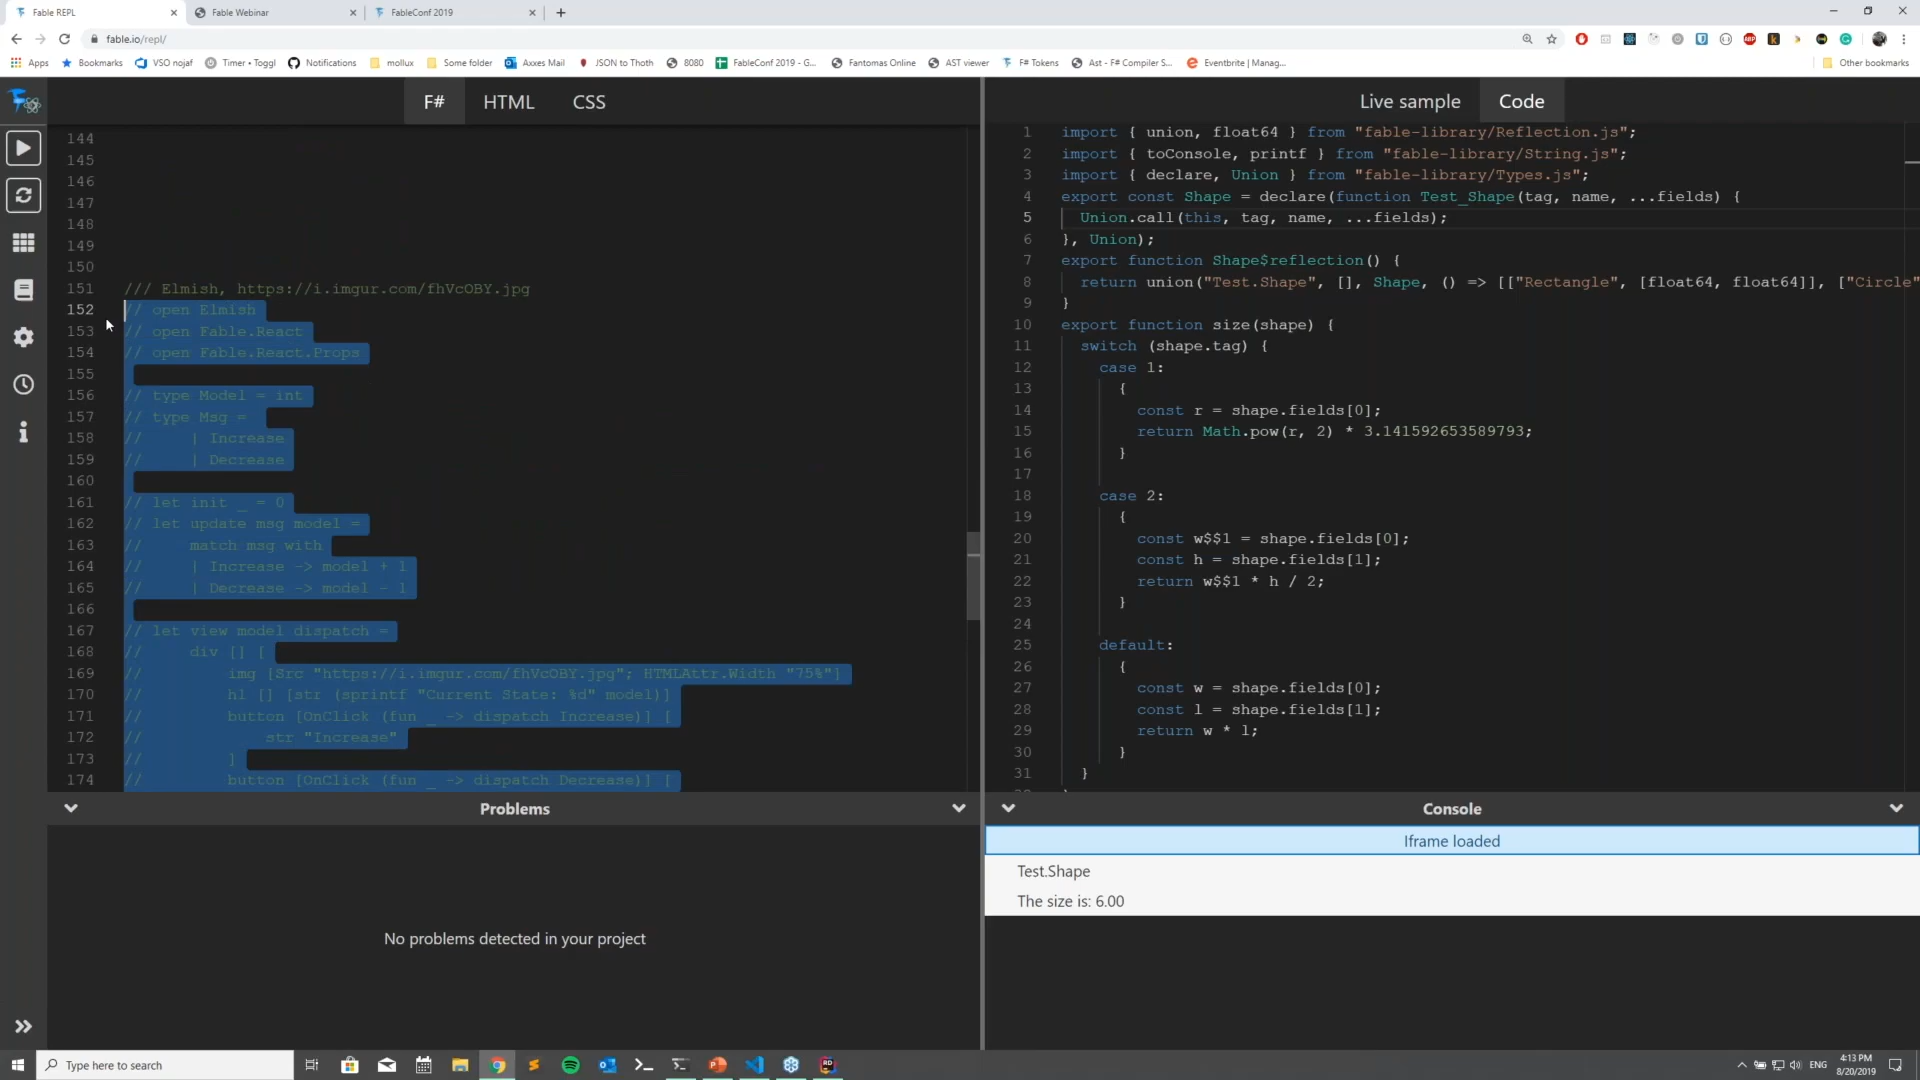 Fable REPL
Fable Webinar
FableConf 2019
fable.io/repl/
Apps
Bookmarks
VSO nojaf
Timer • Toggl
Notifications
mollux
Some folder
Axxes Mail
JSON to Thoth
8080
FableConf 2019 - G...
Fantomas Online
AST viewer
F# Tokens
Ast - F# Compiler S...
Eventbrite | Manag...
Other bookmarks
F#
HTML
CSS
144
145
146
147
148
149
150
151 /// Elmish, https://i.imgur.com/fhVcOBY.jpg
152 // open Elmish
153 // open Fable.React
154 // open Fable.React.Props
155
156 // type Model = int
157 // type Msg =
158 //     | Increase
159 //     | Decrease
160
161 // let init _ = 0
162 // let update msg model =
163 //     match msg with
164 //     | Increase -> model + 1
165 //     | Decrease -> model - 1
166
167 // let view model dispatch =
168 //     div [] [
169 //         img [Src "https://i.imgur.com/fhVcOBY.jpg"; HTMLAttr.Width "75%"]
170 //         h1 [] [str (sprintf "Current State: %d" model)]
171 //         button [OnClick (fun _ -> dispatch Increase)] [
172 //             str "Increase"
173 //         ]
174 //         button [OnClick (fun _ -> dispatch Decrease)] [
Problems
No problems detected in your project
Live sample
Code
1 import { union, float64 } from "fable-library/Reflection.js";
2 import { toConsole, printf } from "fable-library/String.js";
3 import { declare, Union } from "fable-library/Types.js";
4 export const Shape = declare(function Test_Shape(tag, name, ...fields) {
5   Union.call(this, tag, name, ...fields);
6 }, Union);
7 export function Shape$reflection() {
8   return union("Test.Shape", [], Shape, () => [["Rectangle", [float64, float64]], ["Circle"
9 }
10 export function size(shape) {
11   switch (shape.tag) {
12     case 1:
13       {
14         const r = shape.fields[0];
15         return Math.pow(r, 2) * 3.141592653589793;
16       }
17
18     case 2:
19       {
20         const w$$1 = shape.fields[0];
21         const h = shape.fields[1];
22         return w$$1 * h / 2;
23       }
24
25     default:
26       {
27         const w = shape.fields[0];
28         const l = shape.fields[1];
29         return w * l;
30       }
31   }
Console
Iframe loaded
Test.Shape
The size is: 6.00
Type here to search
ENG
4:13 PM
8/20/2019